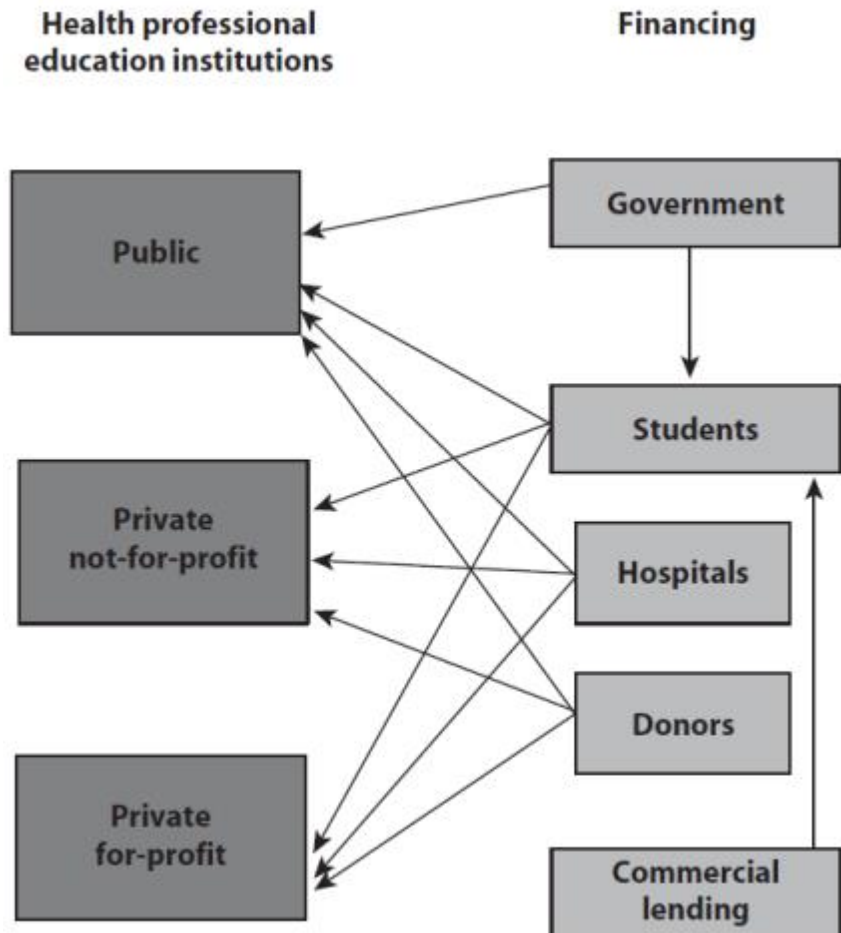 Health professional
education institutions
Financing
Public
Private
not-for-profit
Private
for-profit
Government
Students
Hospitals
Donors
Commercial
lending